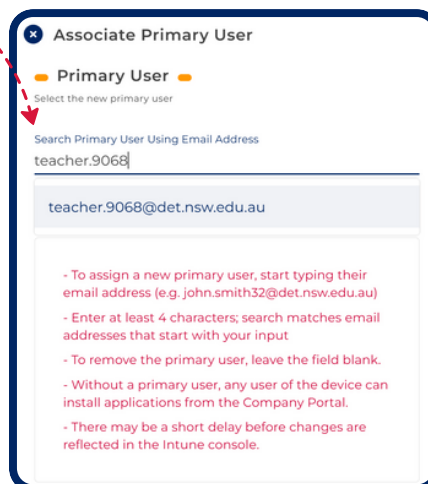 Associate Primary User
Primary User
Select the new primary user
Search Primary User Using Email Address
teacher.9068
teacher.9068@det.nsw.edu.au
- To assign a new primary user, start typing their
email address (e.g. john.smith32@det.nsw.edu.au)
- Enter at least 4 characters; search matches email
addresses that start with your input
- To remove the primary user, leave the field blank.
- Without a primary user, any user of the device can
install applications from the Company Portal.
- There may be a short delay before changes are
reflected in the Intune console.